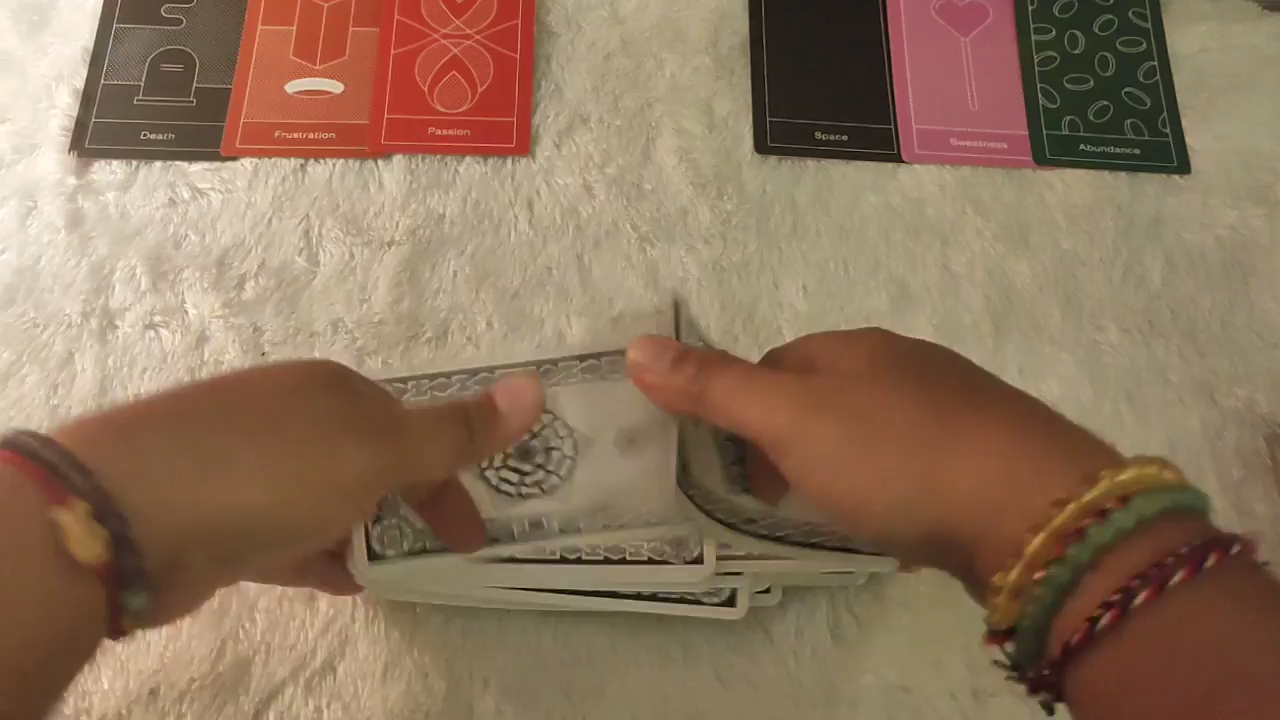 Death
Frustration
Passion
Space
Sweetness
Abundance